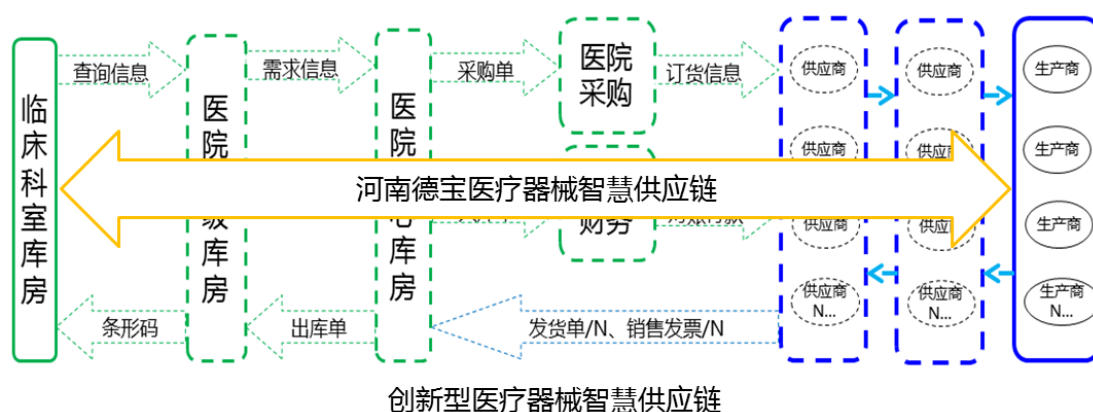 查询信息
需求信息
采购单
医院
采购
订货信息
供应商
供应商
生产商
临床科室库房
供应商
供应商
生产商
河南德宝医疗器械智慧供应链
财务
供应商
供应商
生产商
库房
库房
条形码
出库单
发货单/N、销售发票/N
供应商
N...
供应商
N...
生产商
N...
医院
医院
创新型医疗器械智慧供应链